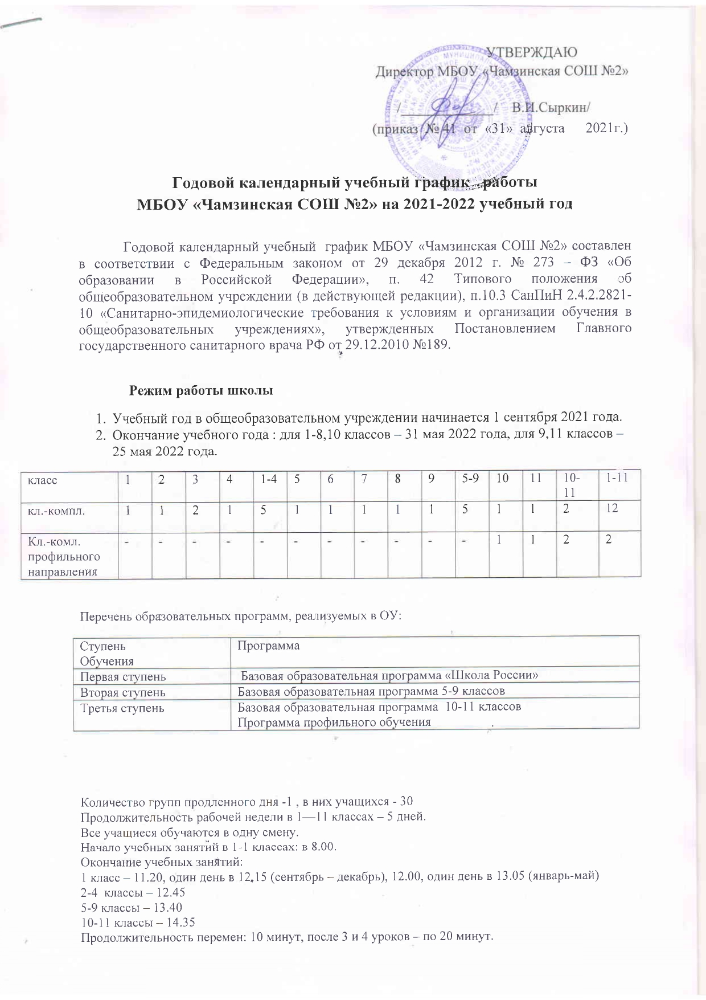 УТВЕРЖДАЮ
Директор МБОУ «Чамзинская СОШ №2»
/_____________/ В.И.Сыркин/
(приказ № 41 от «31» августа 2021г.)
Годовой календарный учебный график работы
МБОУ «Чамзинская СОШ №2» на 2021-2022 учебный год
Годовой календарный учебный график МБОУ «Чамзинская СОШ №2» составлен
в соответствии с Федеральным законом от 29 декабря 2012 г. № 273 – ФЗ «Об
образовании в Российской Федерации», п. 42 Типового положения об
общеобразовательном учреждении (в действующей редакции), п.10.3 СанПиН 2.4.2.2821-
10 «Санитарно-эпидемиологические требования к условиям и организации обучения в
общеобразовательных учреждениях», утвержденных Постановлением Главного
государственного санитарного врача РФ от 29.12.2010 №189.
Режим работы школы
1. Учебный год в общеобразовательном учреждении начинается 1 сентября 2021 года.
2. Окончание учебного года : для 1-8,10 классов – 31 мая 2022 года, для 9,11 классов –
25 мая 2022 года.
класс 1 2 3 4 1-4 5 6 7 8 9 5-9 10 11 10- 1-11
11
кл.-компл. 1 1 2 1 5 1 1 1 1 1 5 1 1 2 12
Кл.-комл. - - - - - - - - - - - 1 1 2 2
профильного
направления
Перечень образовательных программ, реализуемых в ОУ:
Ступень Программа
Обучения
Первая ступень Базовая образовательная программа «Школа России»
Вторая ступень Базовая образовательная программа 5-9 классов
Третья ступень Базовая образовательная программа 10-11 классов
Программа профильного обучения
Количество групп продленного дня -1 , в них учащихся - 30
Продолжительность рабочей недели в 1—11 классах – 5 дней.
Все учащиеся обучаются в одну смену.
Начало учебных занятий в 1-1 классах: в 8.00.
Окончание учебных занятий:
1 класс – 11.20, один день в 12.15 (сентябрь – декабрь), 12.00, один день в 13.05 (январь-май)
2-4 классы – 12.45
5-9 классы – 13.40
10-11 классы – 14.35
Продолжительность перемен: 10 минут, после 3 и 4 уроков – по 20 минут.